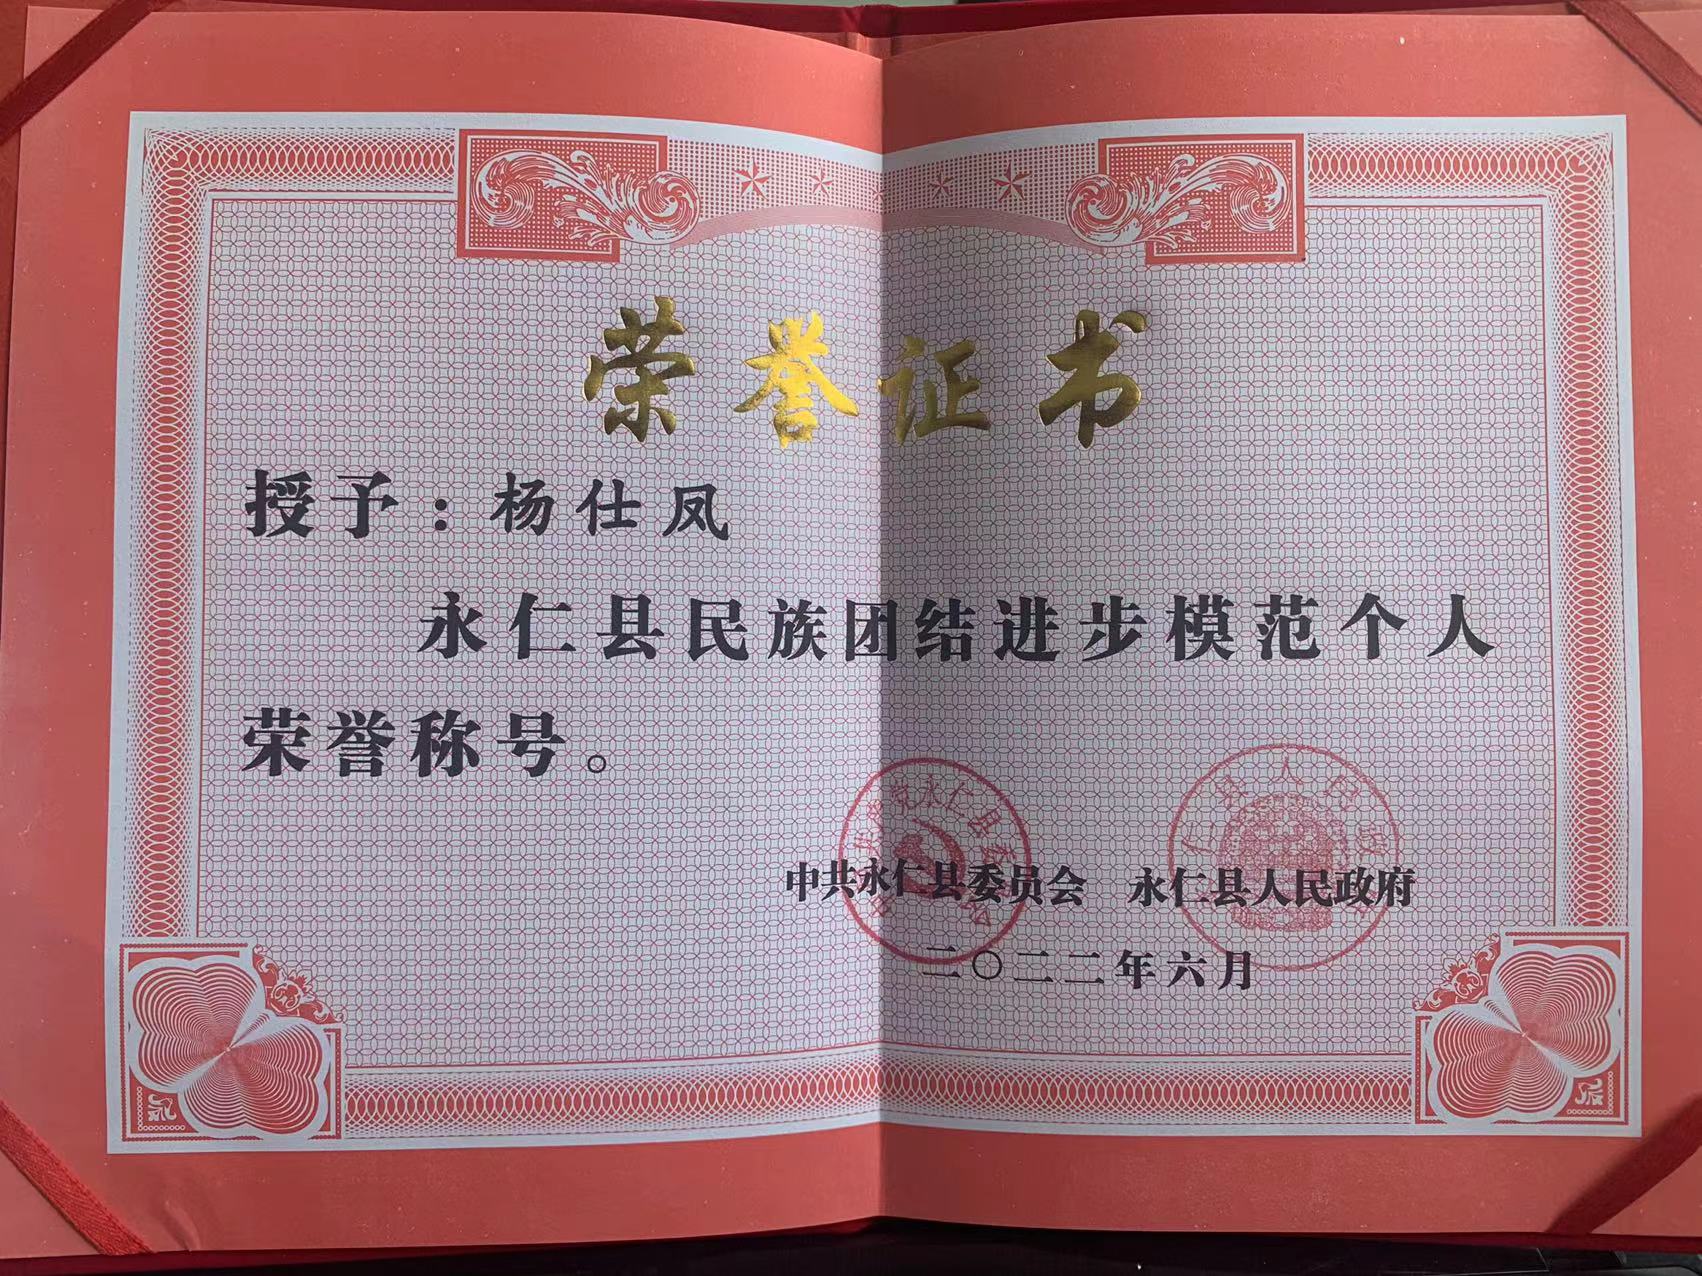 荣誉证书
授予：杨仕凤
永仁县民族团结进步模范个人
荣誉称号。
中共永仁县委员会 永仁县人民政府
二〇二二年六月